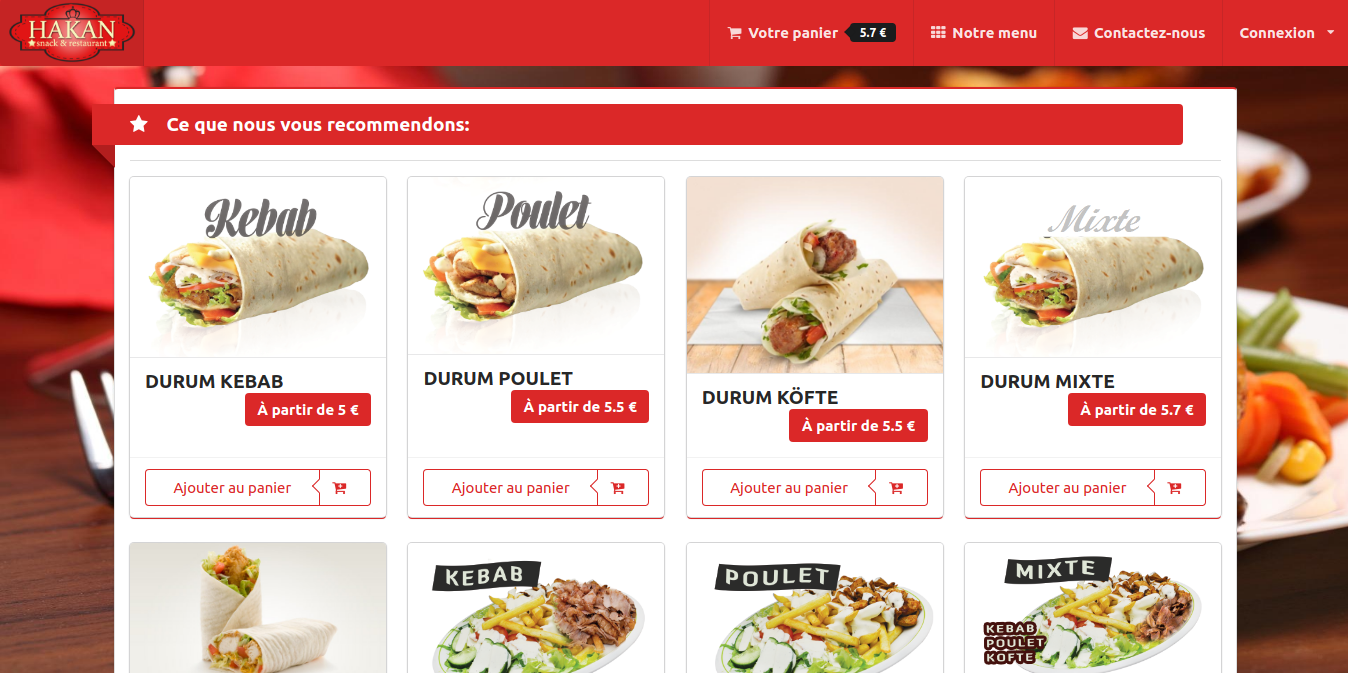 HAKAN
snack & restaurant
Votre panier 5.7 €
Notre menu
Contactez-nous
Connexion
Ce que nous vous recommendons:
Kebab
Poulet
Mixte
DURUM KEBAB
À partir de 5 €
Ajouter au panier
DURUM POULET
À partir de 5.5 €
Ajouter au panier
DURUM KÖFTE
À partir de 5.5 €
Ajouter au panier
DURUM MIXTE
À partir de 5.7 €
Ajouter au panier
KEBAB
POULET
MIXTE
KEBAB
POULET
KOFTE